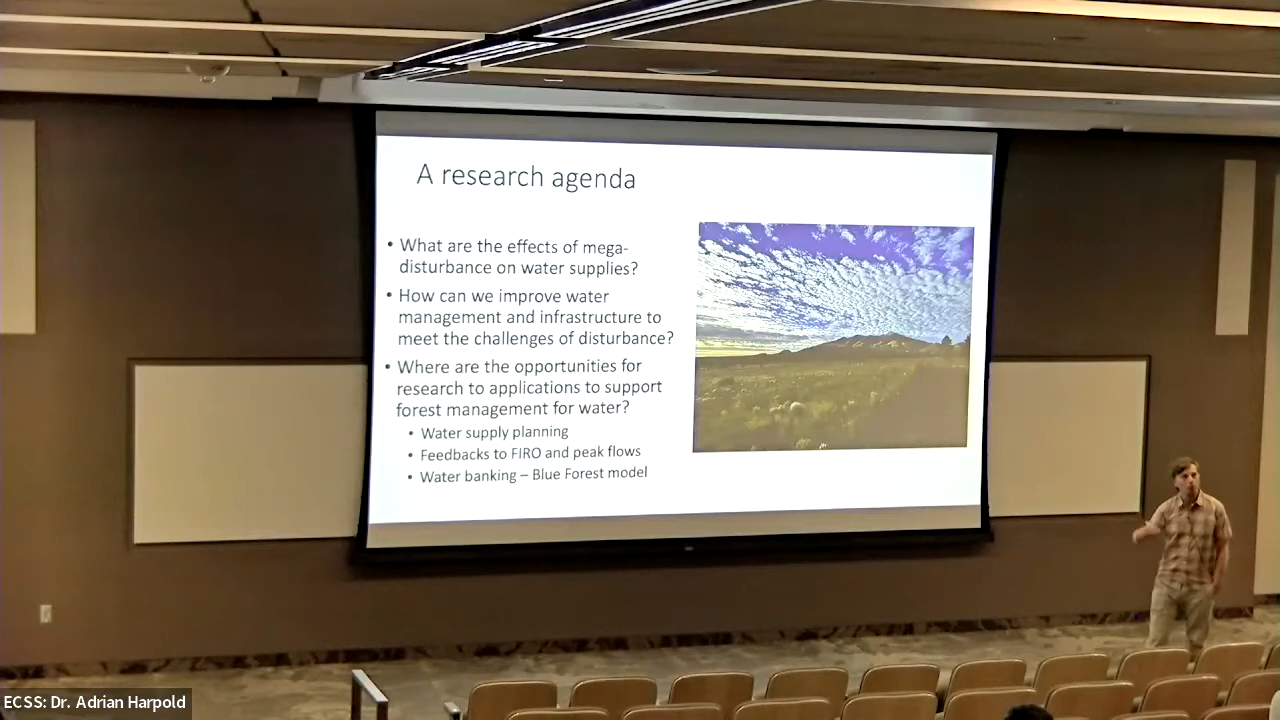 A research agenda
• What are the effects of mega-
disturbance on water supplies?
• How can we improve water
management and infrastructure to
meet the challenges of disturbance?
• Where are the opportunities for
research to applications to support
forest management for water?
• Water supply planning
• Feedbacks to FIRO and peak flows
• Water banking – Blue Forest model
ECSS: Dr. Adrian Harpold